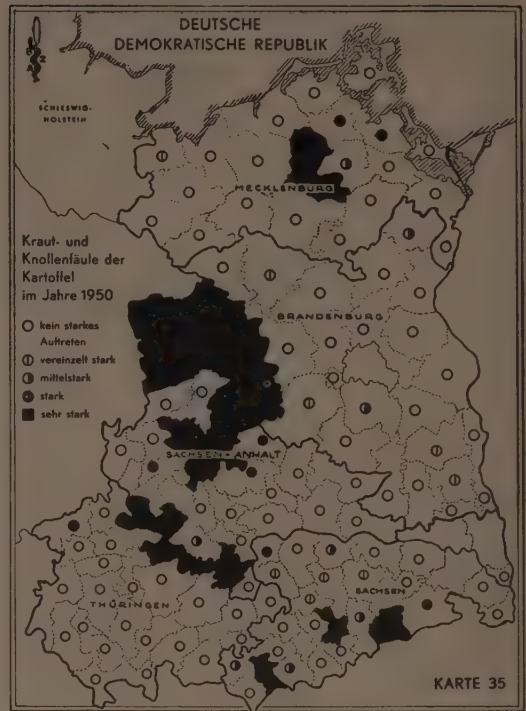 DEUTSCHE
DEMOKRATISCHE REPUBLIK
SCHLESWIG-
HOLSTEIN
MECKLENBURG
Kraut- und
Knollenfäule der
Kartoffel
im Jahre 1950
kein starkes
Auftreten
vereinzelt stark
mittelstark
stark
sehr stark
BRANDENBURG
SACHSEN-ANHALT
THÜRINGEN
SACHSEN
KARTE 35